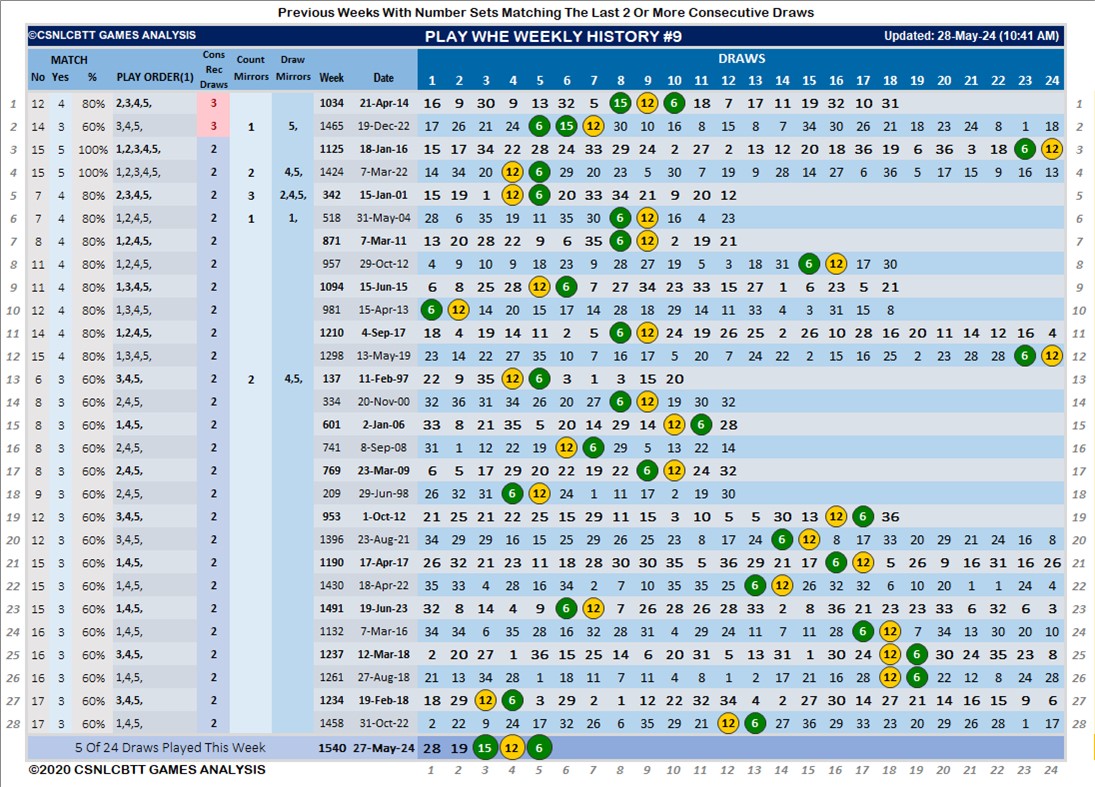 Previous Weeks With Number Sets Matching The Last 2 Or More Consecutive Draws
©CSNLCBTT GAMES ANALYSIS PLAY WHE WEEKLY HISTORY #9 Updated: 28-May-24 (10:41 AM)
MATCH Cons Rec Draws Count Mirrors Draw Mirrors DRAWS
No Yes % PLAY ORDER(1) Week Date 1 2 3 4 5 6 7 8 9 10 11 12 13 14 15 16 17 18 19 20 21 22 23 24
1 12 4 80% 2,3,4,5, 3 1034 21-Apr-14 16 9 30 9 13 32 5 15 12 6 18 7 17 11 19 32 10 31 1
2 14 3 60% 3,4,5, 3 1 5, 1465 19-Dec-22 17 26 21 24 6 15 12 30 10 16 8 15 8 7 34 30 26 21 18 23 24 8 1 18 2
3 15 5 100% 1,2,3,4,5, 2 1125 18-Jan-16 15 17 34 22 28 24 33 29 24 2 27 2 13 12 15 20 18 36 19 6 36 3 18 6 12 3
4 15 5 100% 1,2,3,4,5, 2 2 4,5, 1424 7-Mar-22 14 34 20 12 6 29 20 23 5 30 7 19 9 28 14 27 6 36 5 17 15 9 16 13 4
5 7 4 80% 2,3,4,5, 2 3 2,4,5, 342 15-Jan-01 15 19 1 12 6 20 33 34 21 9 20 12 5
6 7 4 80% 1,2,4,5, 2 1 1, 518 31-May-04 28 6 35 19 11 35 30 6 12 16 4 23 6
7 8 4 80% 1,2,4,5, 2 871 7-Mar-11 13 20 28 22 9 6 35 6 12 2 19 21 7
8 11 4 80% 1,2,4,5, 2 957 29-Oct-12 4 9 10 9 18 23 9 28 27 19 5 3 18 31 6 12 17 30 8
9 11 4 80% 1,3,4,5, 2 1094 15-Jun-15 6 8 25 28 12 6 7 27 34 23 33 15 27 1 6 23 5 21 9
10 12 4 80% 1,3,4,5, 2 981 15-Apr-13 6 12 14 20 15 17 14 28 18 29 14 11 33 4 3 31 15 8 10
11 14 4 80% 1,2,4,5, 2 1210 4-Sep-17 18 4 19 14 11 2 5 6 12 24 19 26 25 2 26 10 28 16 20 11 14 12 16 4 11
12 15 4 80% 1,3,4,5, 2 1298 13-May-19 23 14 22 27 35 10 7 16 17 5 20 7 24 22 2 15 16 25 2 23 28 28 6 12 12
13 6 3 60% 3,4,5, 2 2 4,5, 137 11-Feb-97 22 9 35 12 6 3 1 3 15 20 13
14 8 3 60% 2,4,5, 2 334 20-Nov-00 32 36 31 34 26 20 27 6 12 19 30 32 14
15 8 3 60% 1,4,5, 2 601 2-Jan-06 33 8 21 35 5 20 14 29 14 12 6 28 15
16 8 3 60% 2,4,5, 2 741 8-Sep-08 31 1 12 22 19 12 6 29 5 13 22 14 16
17 8 3 60% 2,4,5, 2 769 23-Mar-09 6 5 17 29 20 22 19 22 6 12 24 32 17
18 9 3 60% 2,4,5, 2 209 29-Jun-98 26 32 31 6 12 24 1 11 17 2 19 30 18
19 12 3 60% 3,4,5, 2 953 1-Oct-12 21 25 21 22 25 15 29 11 15 3 10 5 5 30 13 12 6 36 19
20 12 3 60% 3,4,5, 2 1396 23-Aug-21 34 29 29 16 15 25 29 26 25 23 8 17 24 6 12 8 17 33 20 29 21 24 16 8 20
21 15 3 60% 3,4,5, 2 1190 17-Apr-17 26 32 21 23 11 18 28 30 30 35 5 36 29 21 17 6 12 5 26 9 16 31 16 26 21
22 15 3 60% 1,4,5, 2 1430 18-Apr-22 35 33 4 28 16 34 2 7 10 35 35 25 6 12 26 32 32 6 10 20 1 1 24 4 22
23 15 3 60% 1,4,5, 2 1491 19-Jun-23 32 8 14 4 9 6 12 7 26 28 26 28 33 2 8 36 21 23 23 33 6 32 6 3 23
24 16 3 60% 1,4,5, 2 1132 7-Mar-16 34 34 6 35 28 16 32 28 31 4 29 24 11 7 11 28 6 12 7 34 13 30 20 10 24
25 16 3 60% 3,4,5, 2 1237 12-Mar-18 2 20 27 1 36 15 25 14 6 20 31 5 13 31 1 30 24 12 6 30 24 35 23 8 25
26 16 3 60% 1,4,5, 2 1261 27-Aug-18 21 13 34 28 1 18 11 7 11 4 8 1 2 17 21 16 28 12 6 22 12 8 24 28 26
27 17 3 60% 3,4,5, 2 1234 19-Feb-18 18 29 12 6 3 29 2 1 12 22 32 34 4 2 27 30 14 27 21 14 16 15 9 6 27
28 17 3 60% 1,4,5, 2 1458 31-Oct-22 2 22 9 24 17 32 26 6 35 29 21 12 6 27 36 29 33 23 27 29 26 28 1 17 28
5 Of 24 Draws Played This Week 1540 27-May-24 28 19 15 12 6
©2020 CSNLCBTT GAMES ANALYSIS 1 2 3 4 5 6 7 8 9 10 11 12 13 14 15 16 17 18 19 20 21 22 23 24